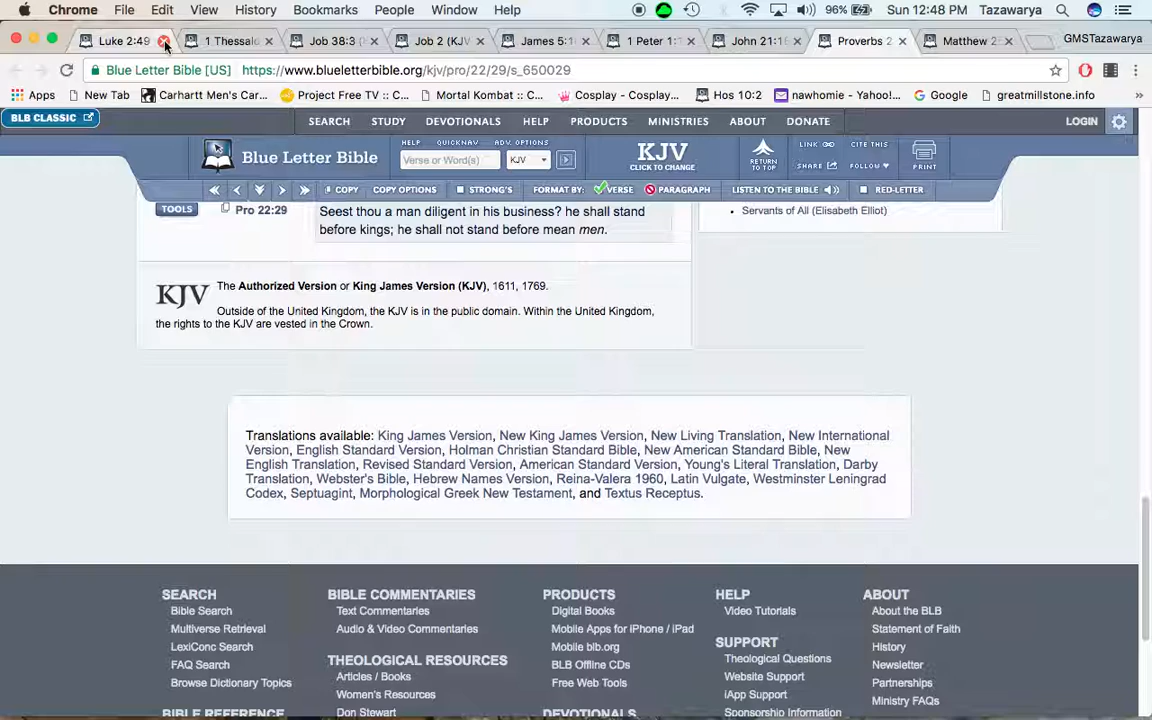 Chrome File Edit View History Bookmarks People Window Help 96% Sun 12:48 PM Tazawarya
Luke 2:49 1 Thessalo Job 38:3 ( Job 2 (KJV James 5:1 1 Peter 1: John 21:1 Proverbs 2 Matthew 2 GMSTazawarya
Blue Letter Bible [US] https://www.blueletterbible.org/kjv/pro/22/29/s_650029
Apps New Tab Carhartt Men's Car... Project Free TV :: C... Mortal Kombat :: C... Cosplay - Cosplay... Hos 10:2 nawhomie - Yahoo!... Google greatmillstone.info »
BLB CLASSIC SEARCH STUDY DEVOTIONALS HELP PRODUCTS MINISTRIES ABOUT DONATE LOGIN
HELP QUICKNAV ADV. OPTIONS
Blue Letter Bible Verse or Word(s) KJV KJV CLICK TO CHANGE RETURN TO TOP LINK CITE THIS SHARE FOLLOW PRINT
COPY COPY OPTIONS STRONG'S FORMAT BY: VERSE PARAGRAPH LISTEN TO THE BIBLE RED-LETTER
TOOLS Pro 22:29 Seest thou a man diligent in his business? he shall stand
before kings; he shall not stand before mean men.
• Servants of All (Elisabeth Elliot)
KJV The Authorized Version or King James Version (KJV), 1611, 1769.
Outside of the United Kingdom, the KJV is in the public domain. Within the United Kingdom,
the rights to the KJV are vested in the Crown.
Translations available: King James Version, New King James Version, New Living Translation, New International
Version, English Standard Version, Holman Christian Standard Bible, New American Standard Bible, New
English Translation, Revised Standard Version, American Standard Version, Young's Literal Translation, Darby
Translation, Webster's Bible, Hebrew Names Version, Reina-Valera 1960, Latin Vulgate, Westminster Leningrad
Codex, Septuagint, Morphological Greek New Testament, and Textus Receptus.
SEARCH
Bible Search
Multiverse Retrieval
LexiConc Search
FAQ Search
Browse Dictionary Topics
BIBLE REFERENCE
BIBLE COMMENTARIES
Text Commentaries
Audio & Video Commentaries
THEOLOGICAL RESOURCES
Articles / Books
Women's Resources
Don Stewart
PRODUCTS
Digital Books
Mobile Apps for iPhone / iPad
Mobile blb.org
BLB Offline CDs
Free Web Tools
DEVOTIONALS
HELP
Video Tutorials
SUPPORT
Theological Questions
Website Support
iApp Support
Sponsorship Information
ABOUT
About the BLB
Statement of Faith
History
Newsletter
Partnerships
Ministry FAQs